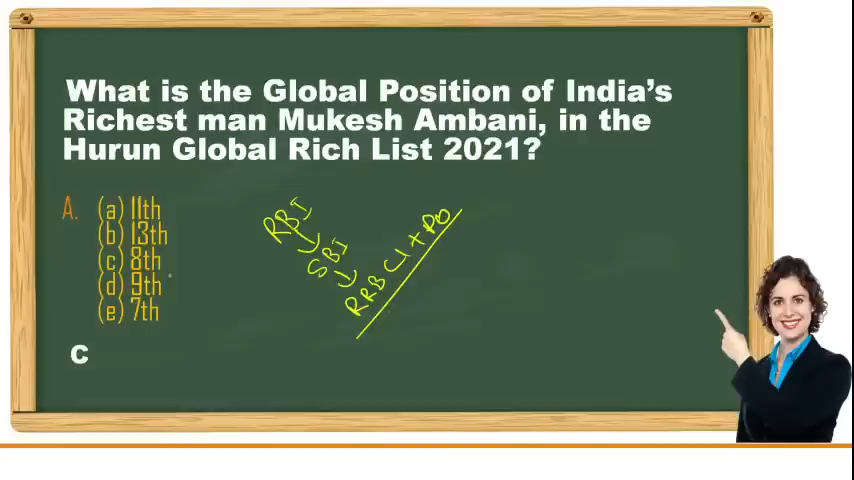 What is the Global Position of India's
Richest man Mukesh Ambani, in the
Hurun Global Rich List 2021?
A. (a) 11th
(b) 13th
(c) 8th
(d) 9th
(e) 7th
C
RBI
SBI
RRB Cl + PO